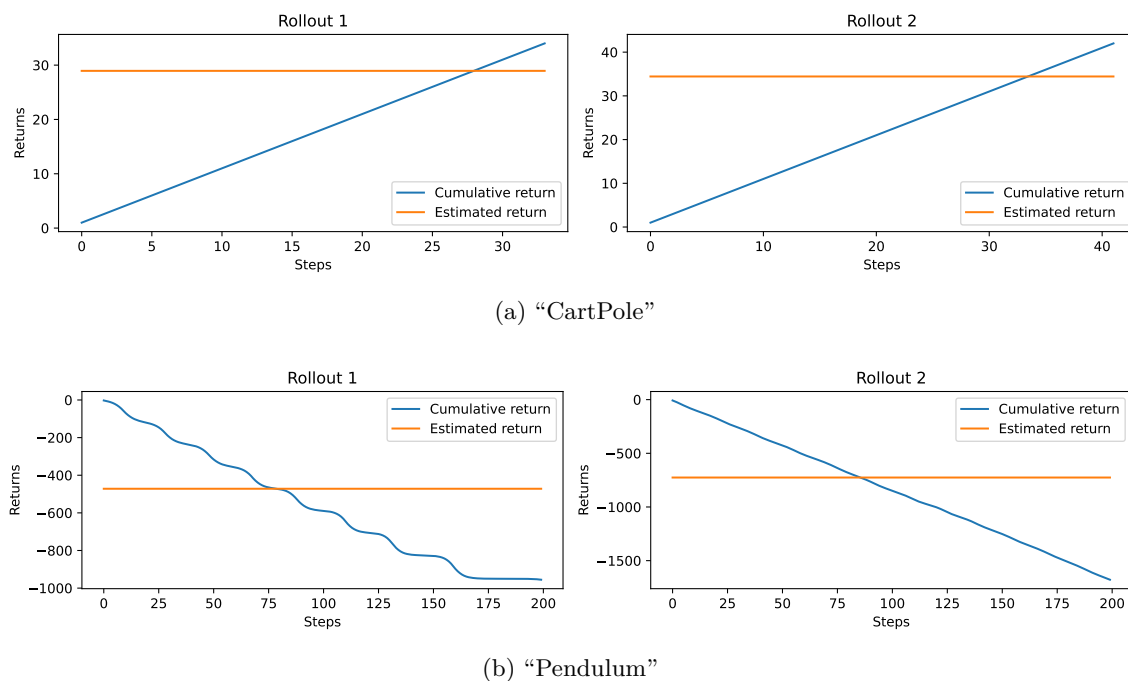 Rollout 1
Returns
30
20
10
0
Cumulative return
Estimated return
0 5 10 15 20 25 30
Steps
Rollout 2
Returns
40
30
20
10
0
Cumulative return
Estimated return
0 10 20 30 40
Steps
(a) “CartPole”
Rollout 1
Returns
0
−200
−400
−600
−800
−1000
Cumulative return
Estimated return
0 25 50 75 100 125 150 175 200
Steps
Rollout 2
Returns
0
−500
−1000
−1500
Cumulative return
Estimated return
0 25 50 75 100 125 150 175 200
Steps
(b) “Pendulum”